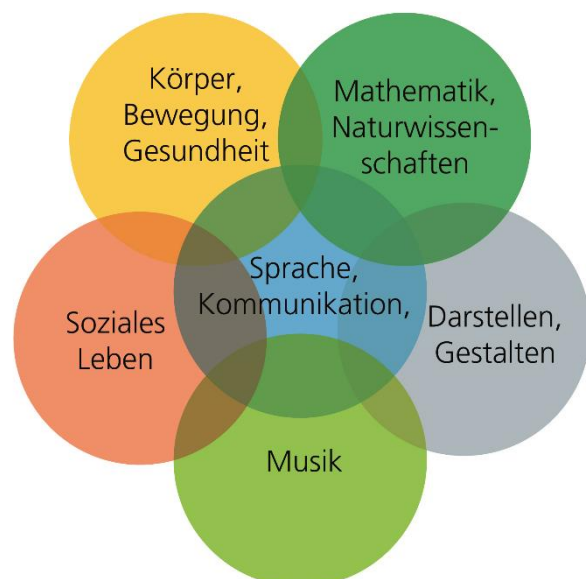 Körper,
Bewegung,
Gesundheit
Mathematik,
Naturwissen-
schaften
Sprache,
Kommunikation,
Soziales
Leben
Darstellen,
Gestalten
Musik